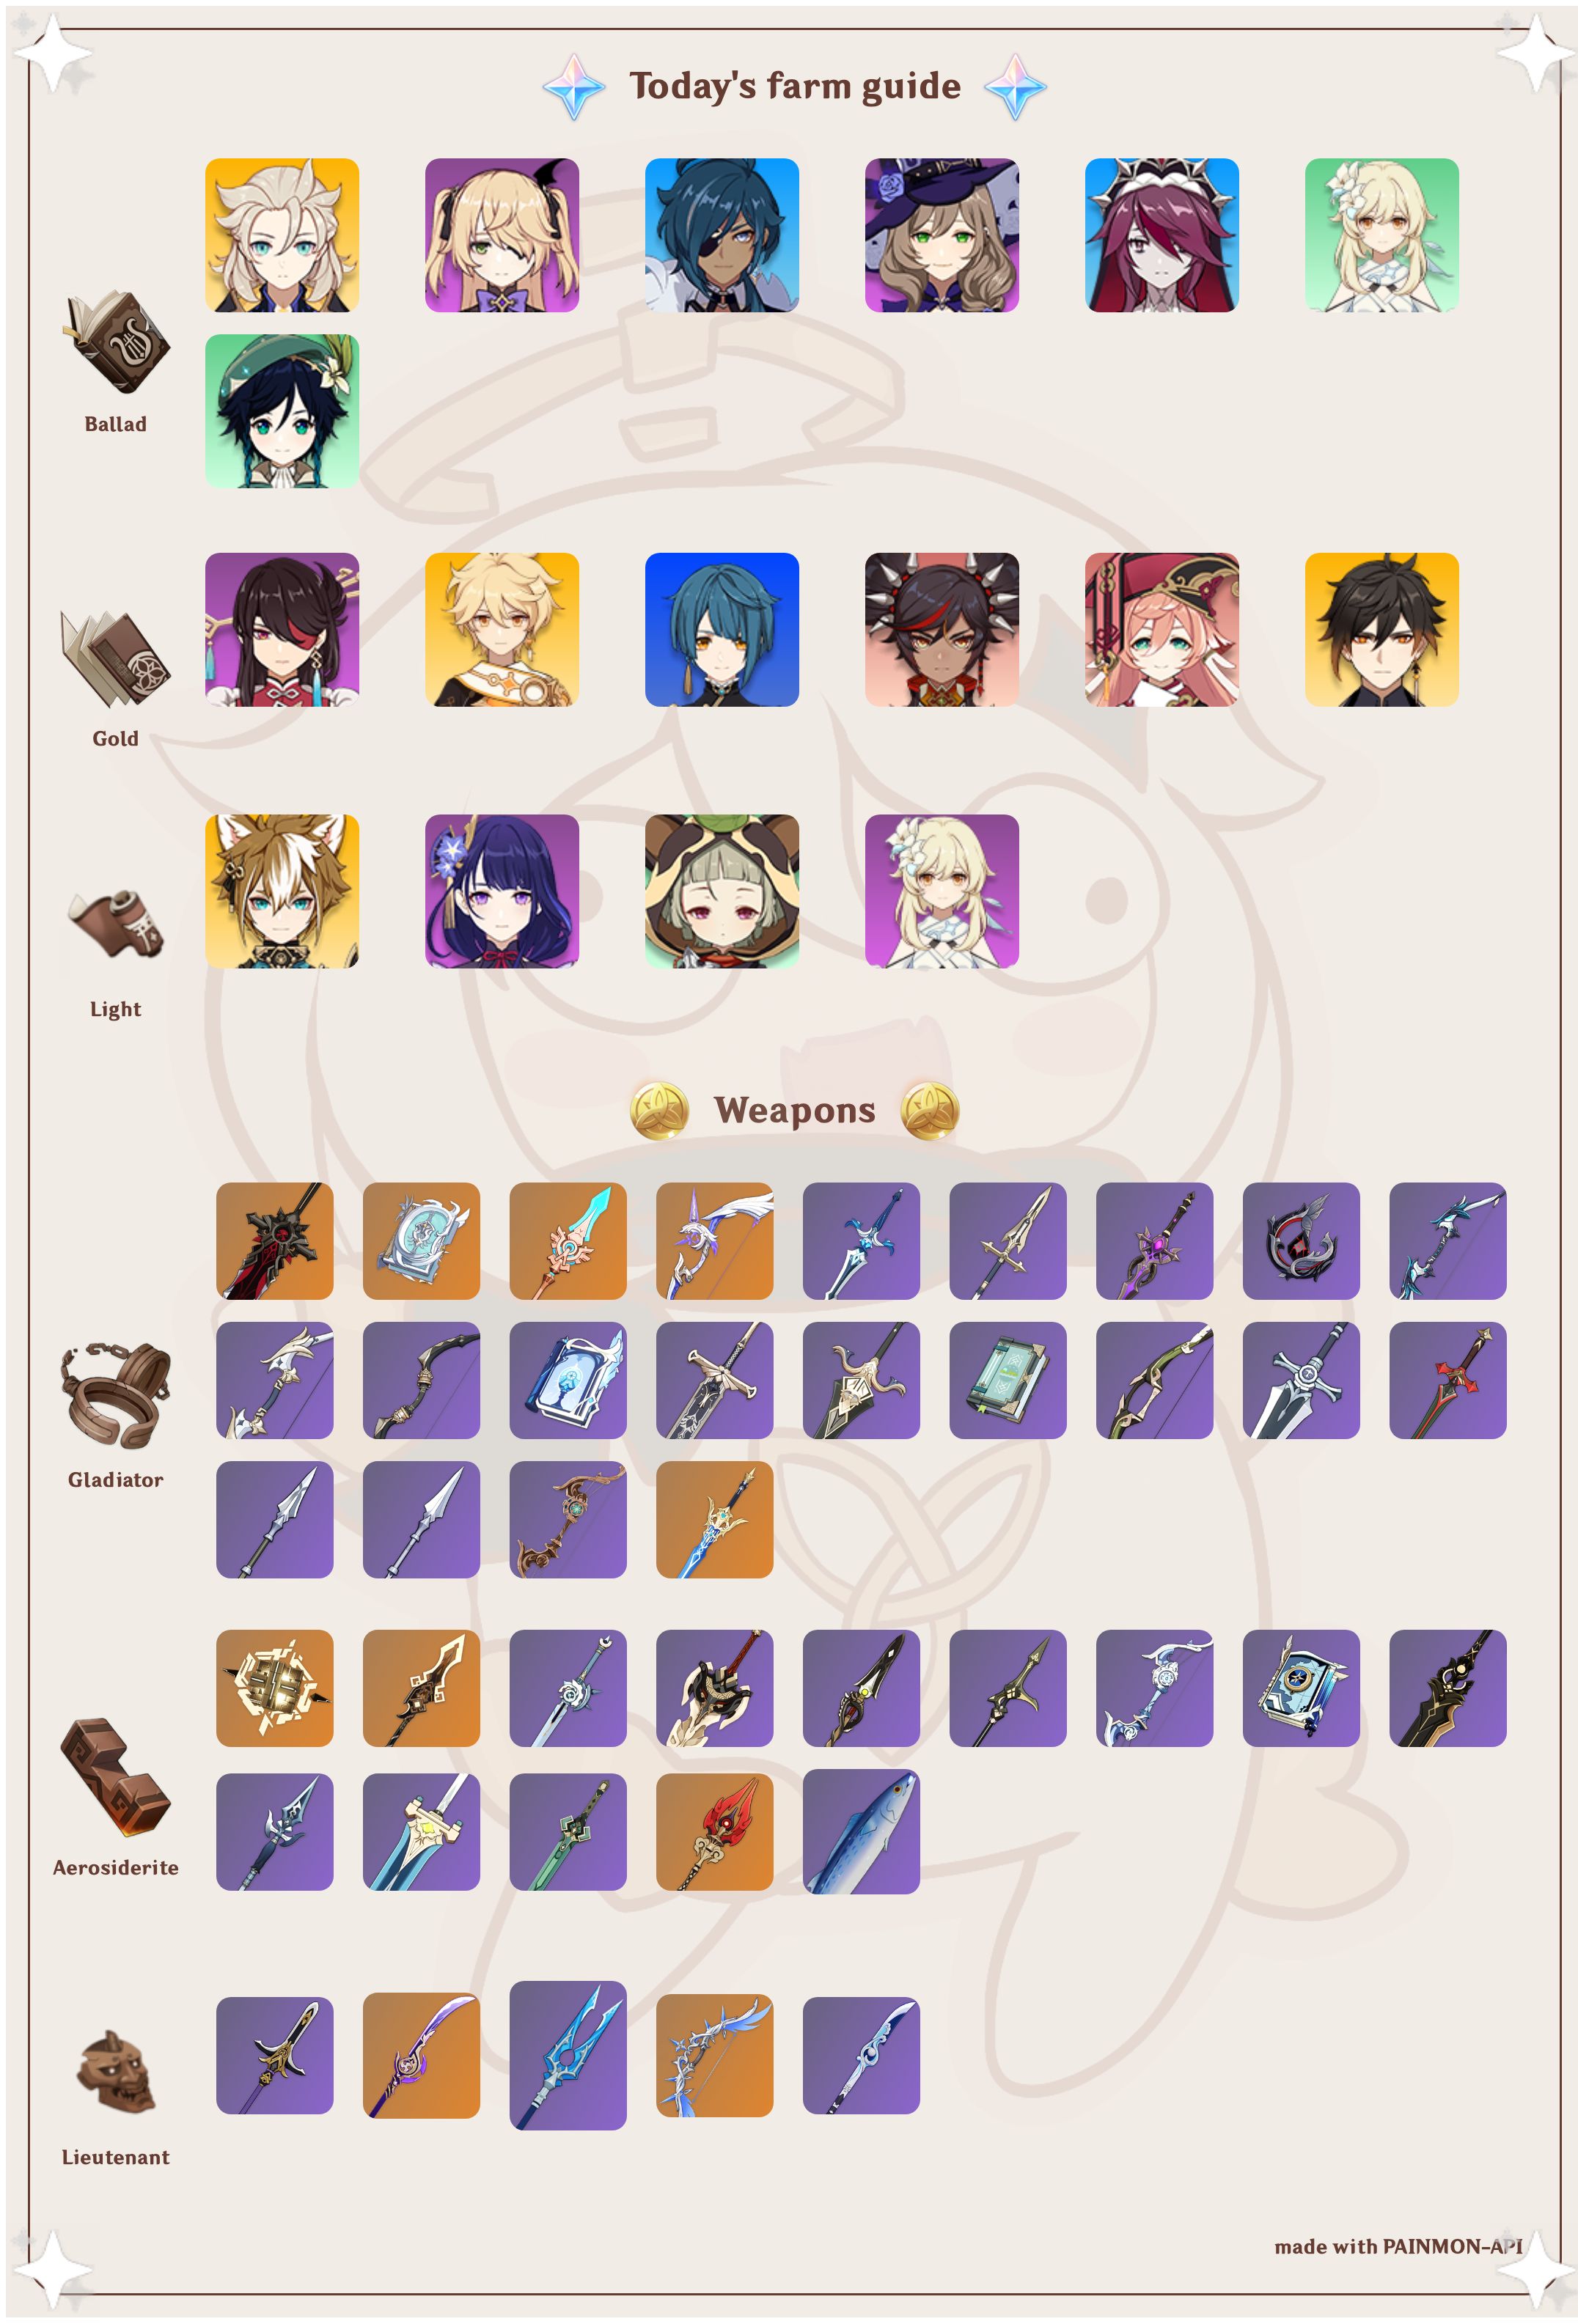 Today's farm guide
Ballad
Gold
Light
Weapons
Gladiator
Aerosiderite
Lieutenant
made with PAINMON-API